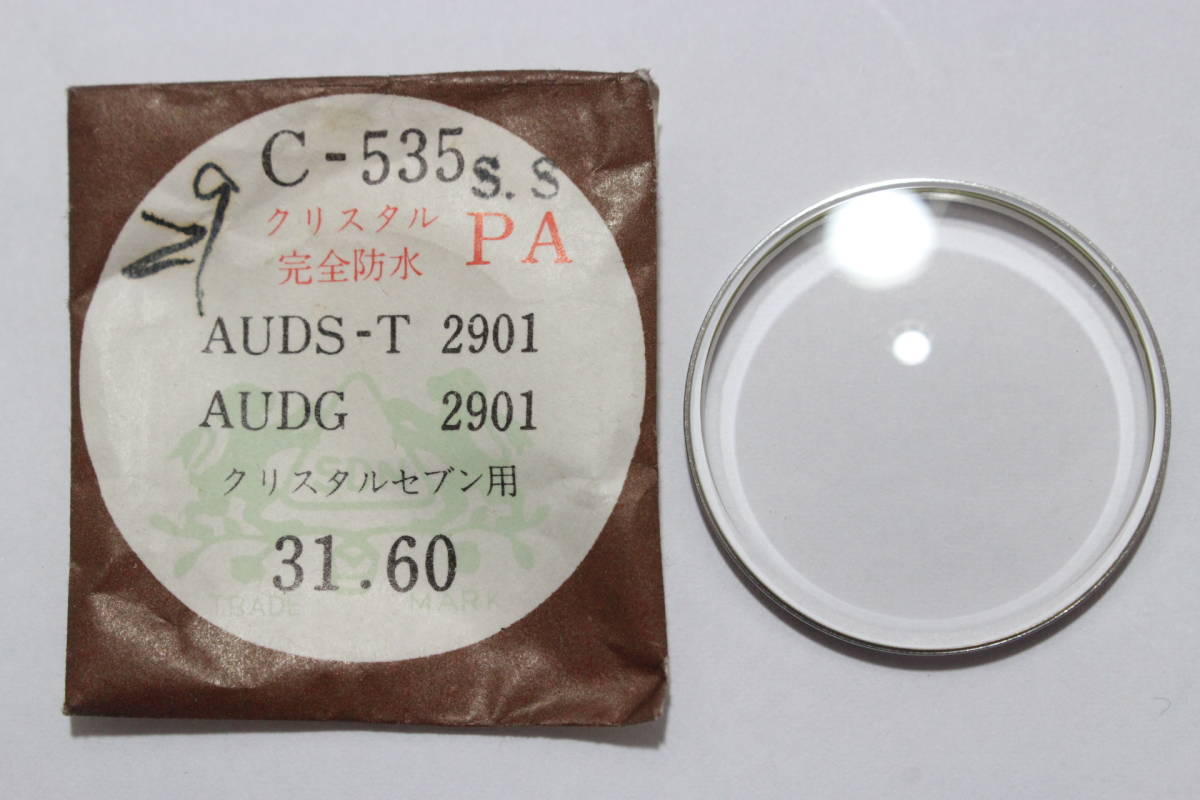 C-535 S.S
クリスタル PA
完全防水
AUDS-T 2901
AUDG 2901
クリスタルセブン用
31.60
TRADE MARK